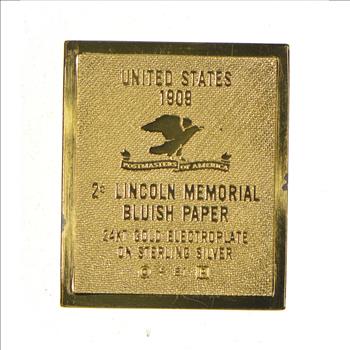 UNITED STATES
1909
POSTMASTERS OF AMERICA
2c LINCOLN MEMORIAL
BLUISH PAPER
24KT GOLD ELECTROPLATE
ON STERLING SILVER